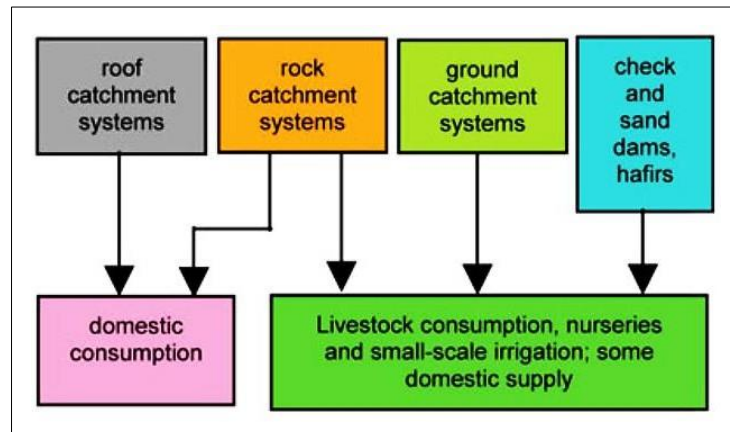 roof
catchment
systems
rock
catchment
systems
ground
catchment
systems
check
and
sand
dams,
hafirs
domestic
consumption
Livestock consumption, nurseries
and small-scale irrigation; some
domestic supply